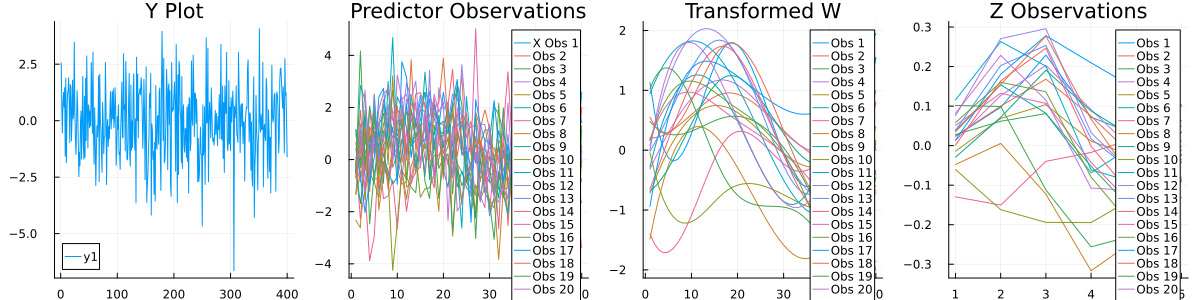 Y Plot
2.5
0.0
−2.5
−5.0
0
100
200
300
400
y1
Predictor Observations
4
2
0
−2
−4
0
10
20
30
X Obs 1
Obs 2
Obs 3
Obs 4
Obs 5
Obs 6
Obs 7
Obs 8
Obs 9
Obs 10
Obs 11
Obs 12
Obs 13
Obs 14
Obs 15
Obs 16
Obs 17
Obs 18
Obs 19
Obs 20
Transformed W
2
1
0
−1
−2
0
10
20
30
0
Obs 1
Obs 2
Obs 3
Obs 4
Obs 5
Obs 6
Obs 7
Obs 8
Obs 9
Obs 10
Obs 11
Obs 12
Obs 13
Obs 14
Obs 15
Obs 16
Obs 17
Obs 18
Obs 19
Obs 20
Z Observations
0.3
0.2
0.1
0.0
−0.1
−0.2
−0.3
1
2
3
4
5
Obs 1
Obs 2
Obs 3
Obs 4
Obs 5
Obs 6
Obs 7
Obs 8
Obs 9
Obs 10
Obs 11
Obs 12
Obs 13
Obs 14
Obs 15
Obs 16
Obs 17
Obs 18
Obs 19
Obs 20